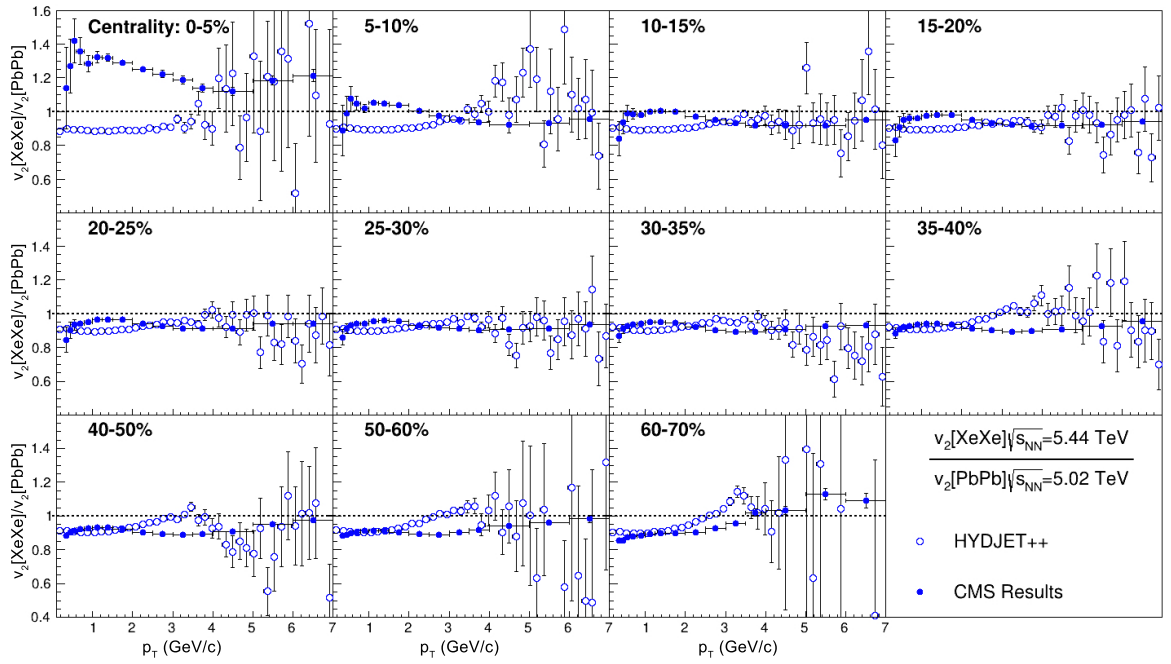 Centrality: 0-5%
5-10%
10-15%
15-20%
v2[XeXe]/v2[PbPb]
1.6
1.4
1.2
1
0.8
0.6
20-25%
25-30%
30-35%
35-40%
v2[XeXe]/v2[PbPb]
1.4
1.2
1
0.8
0.6
40-50%
50-60%
60-70%
v2[XeXe]/v2[PbPb]
1.4
1.2
1
0.8
0.6
0.4
v2[XeXe]√sNN=5.44 TeV
v2[PbPb]√sNN=5.02 TeV
HYDJET++
CMS Results
1 2 3 4 5 6 7 1 2 3 4 5 6 7 1 2 3 4 5 6 7
pT (GeV/c) pT (GeV/c) pT (GeV/c)